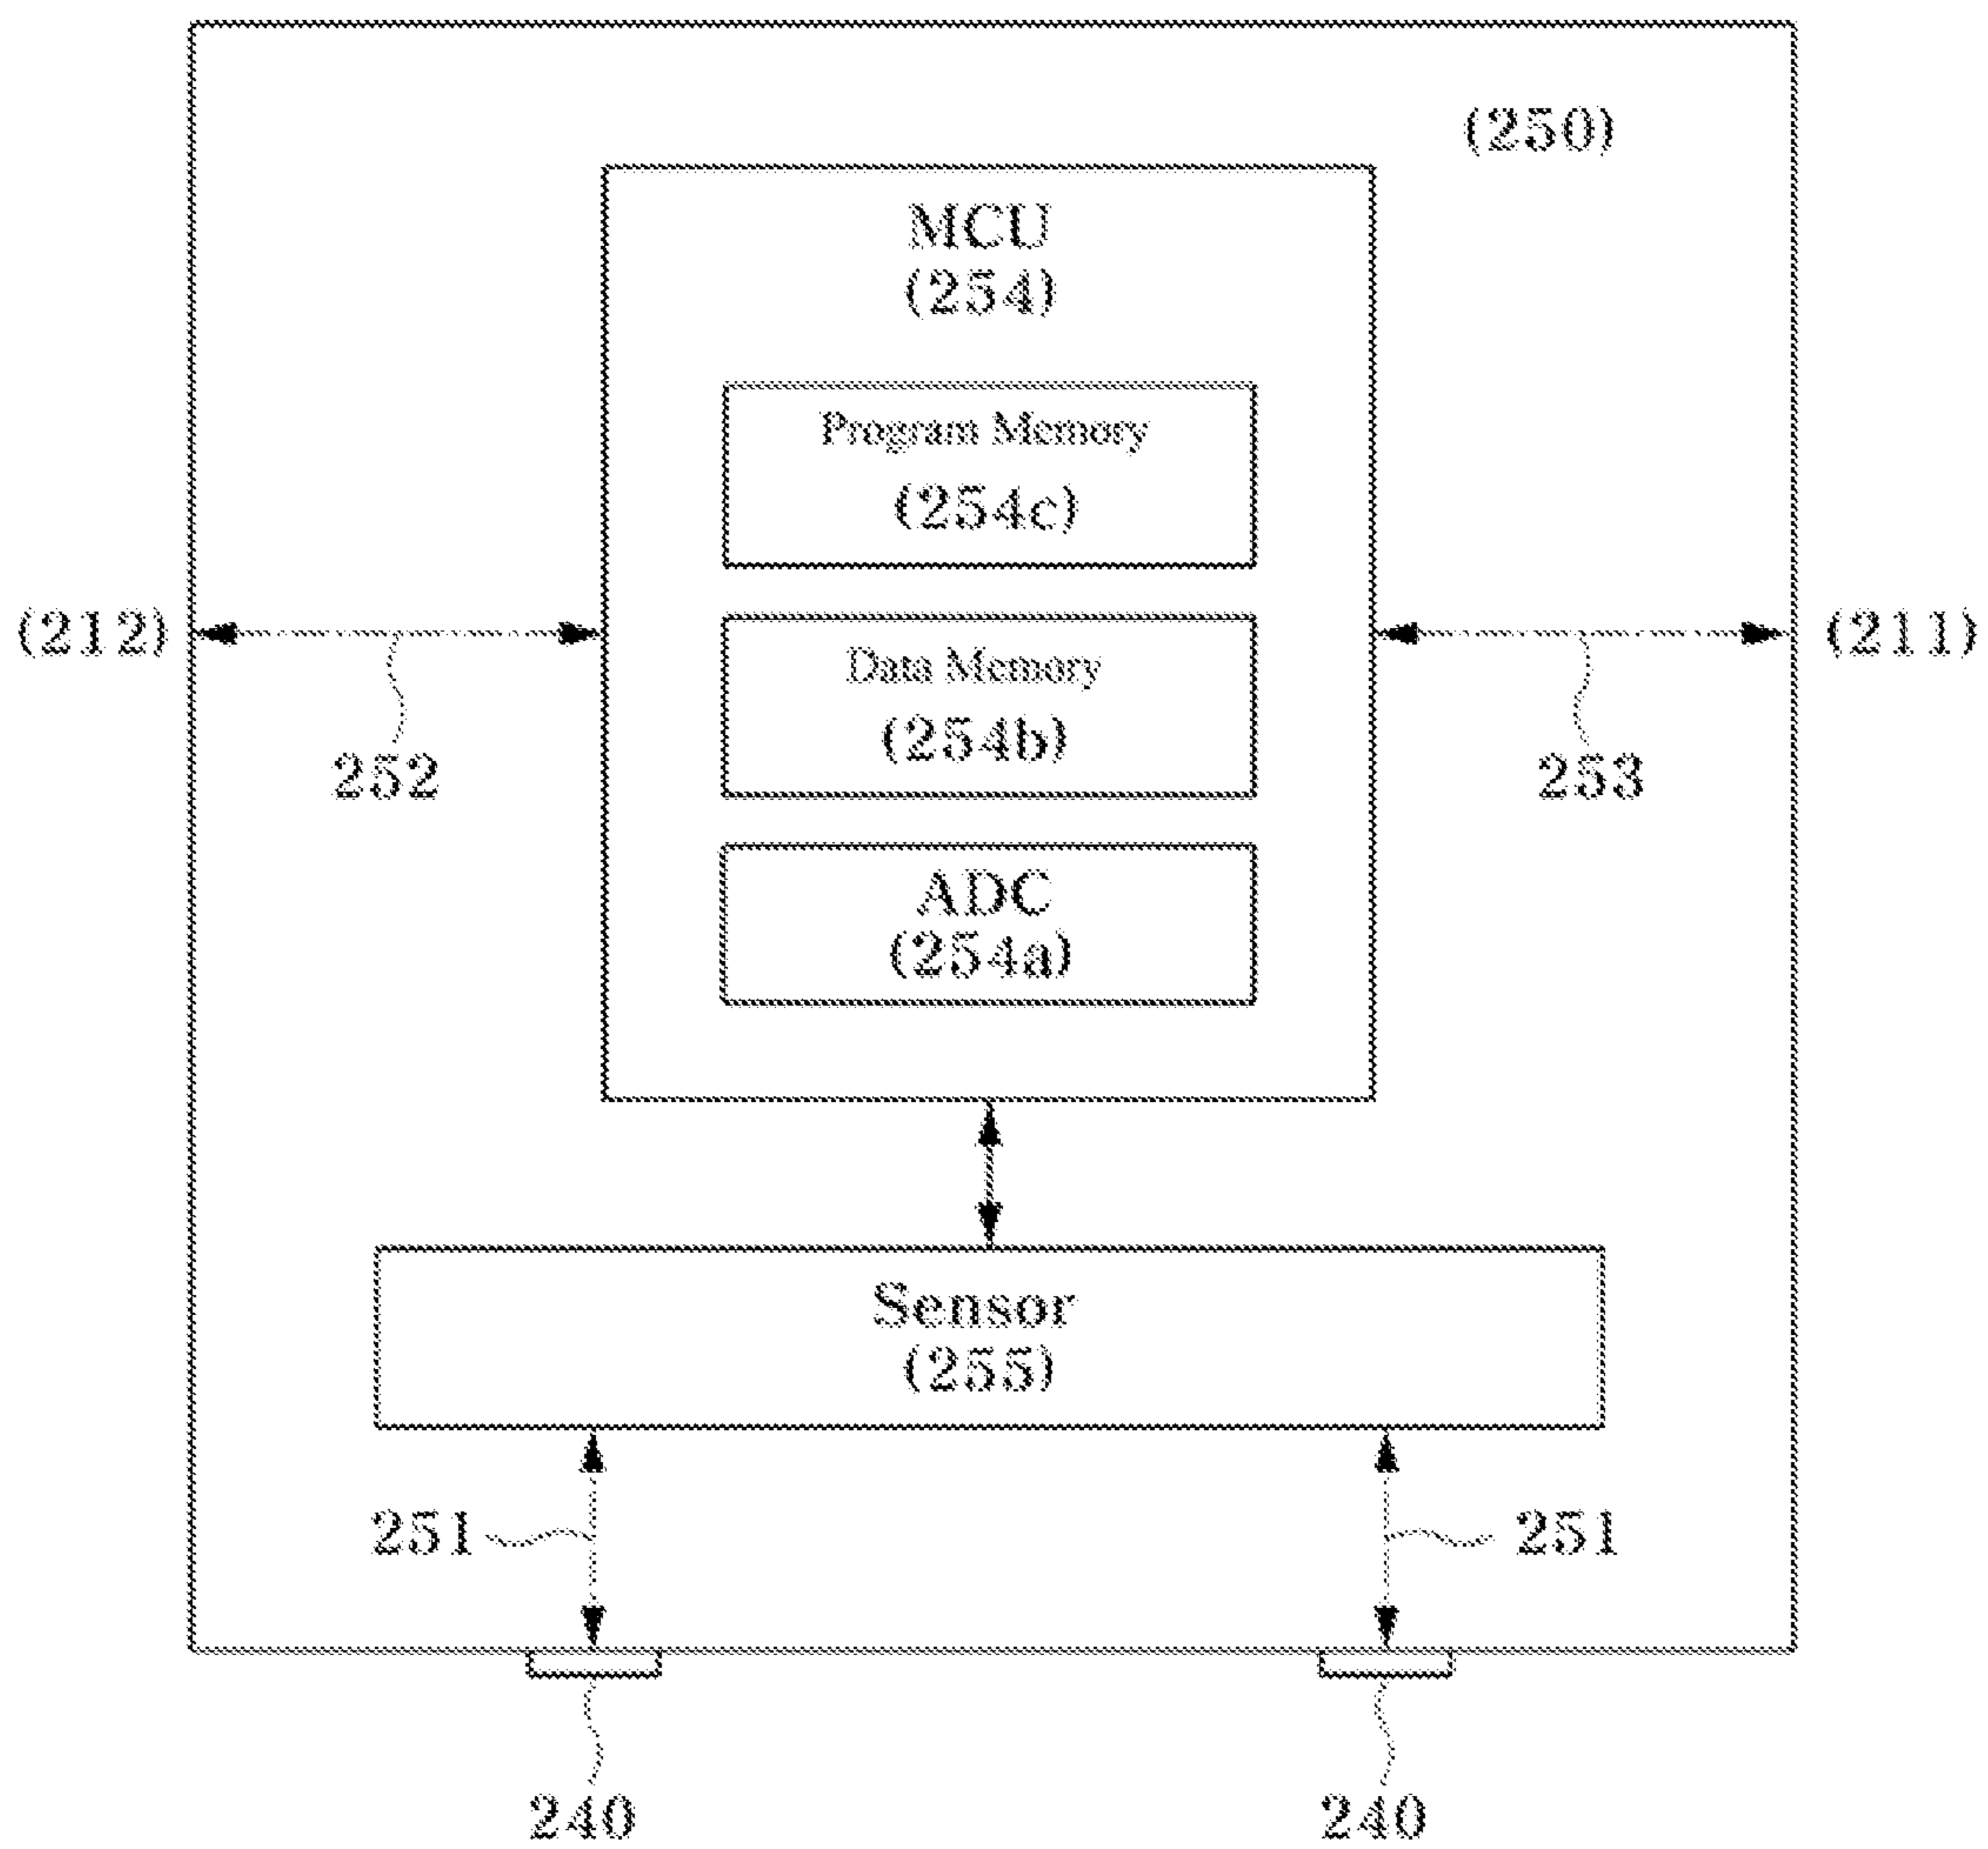 (250)
MCU
(254)
Program Memory
(254c)
(212)
(211)
Data Memory
(254b)
252
253
ADC
(254a)
Sensor
(255)
251
251
240
240